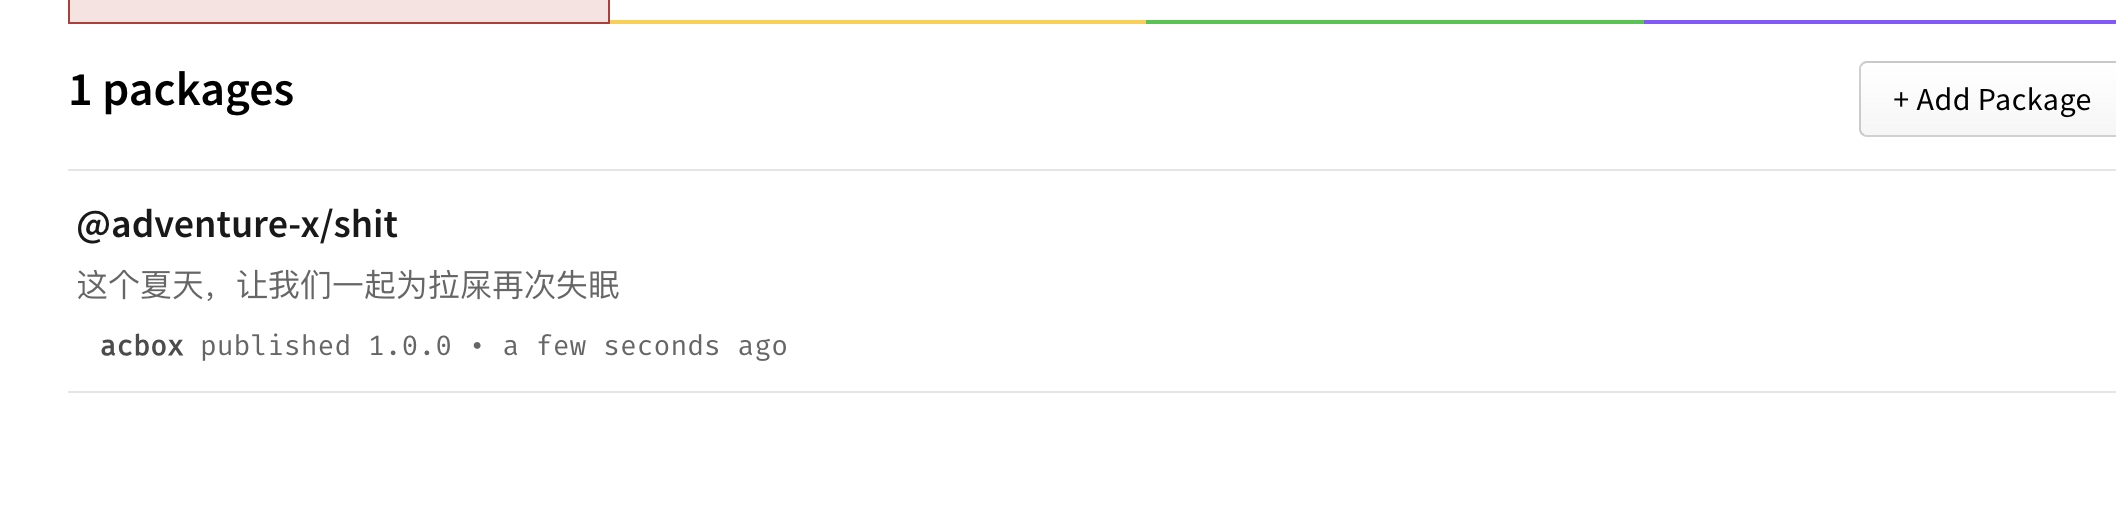 1 packages
+ Add Package
@adventure-x/shit
这个夏天，让我们一起为拉屎再次失眠
acbox published 1.0.0 • a few seconds ago